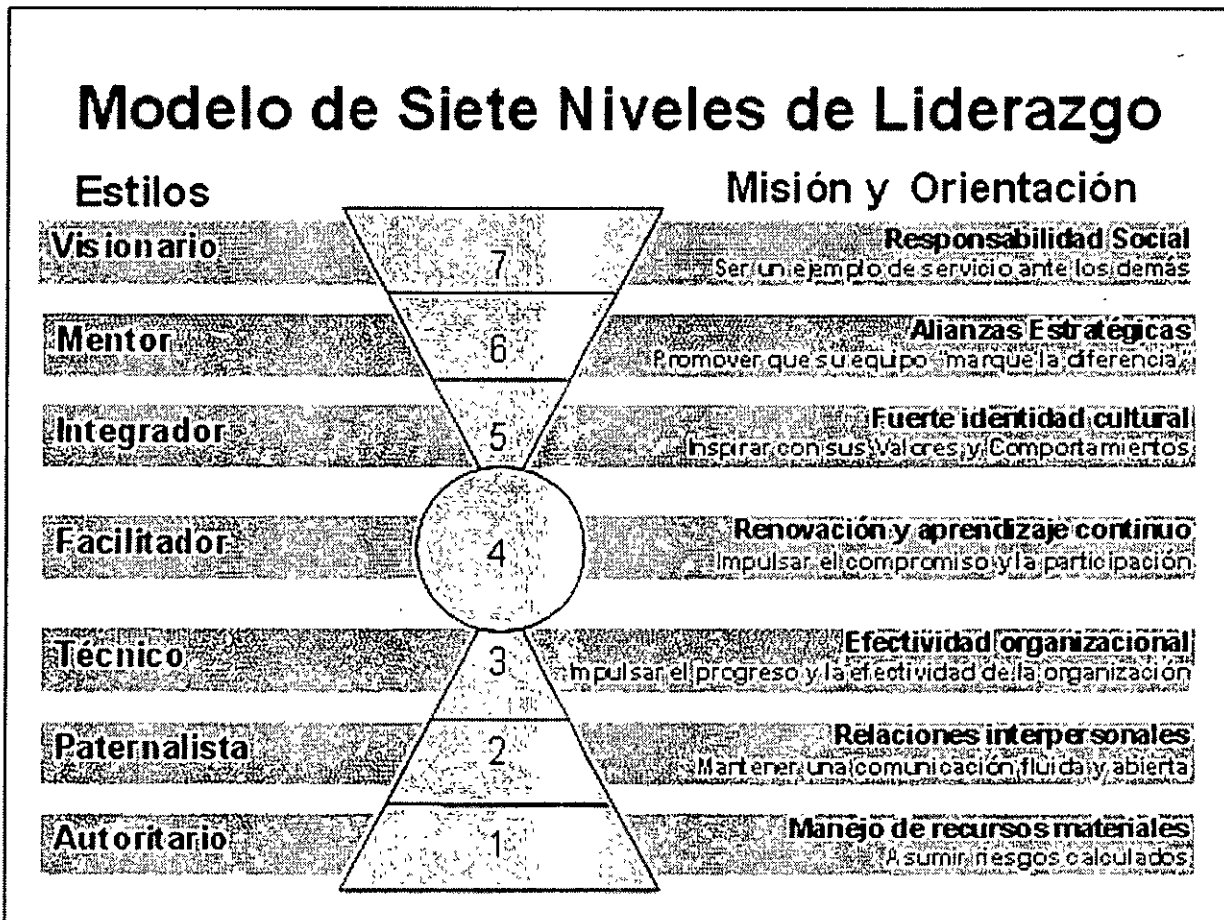 Modelo de Siete Niveles de Liderazgo
Estilos
Misión y Orientación
Visionario
7
Responsabilidad Social
Ser un ejemplo de servicio ante los demás
Mentor
6
Alianzas Estratégicas
Promover que su equipo "marque la diferencia"
Integrador
5
Fuerte identidad cultural
Inspirar con sus Valores y Comportamientos
Facilitador
4
Renovación y aprendizaje continuo
Impulsar el compromiso y la participación
Técnico
3
Efectividad organizacional
Impulsar el progreso y la efectividad de la organización
Paternalista
2
Relaciones interpersonales
Mantener una comunicación fluida y abierta
Autoritario
1
Manejo de recursos materiales
Asumir riesgos calculados